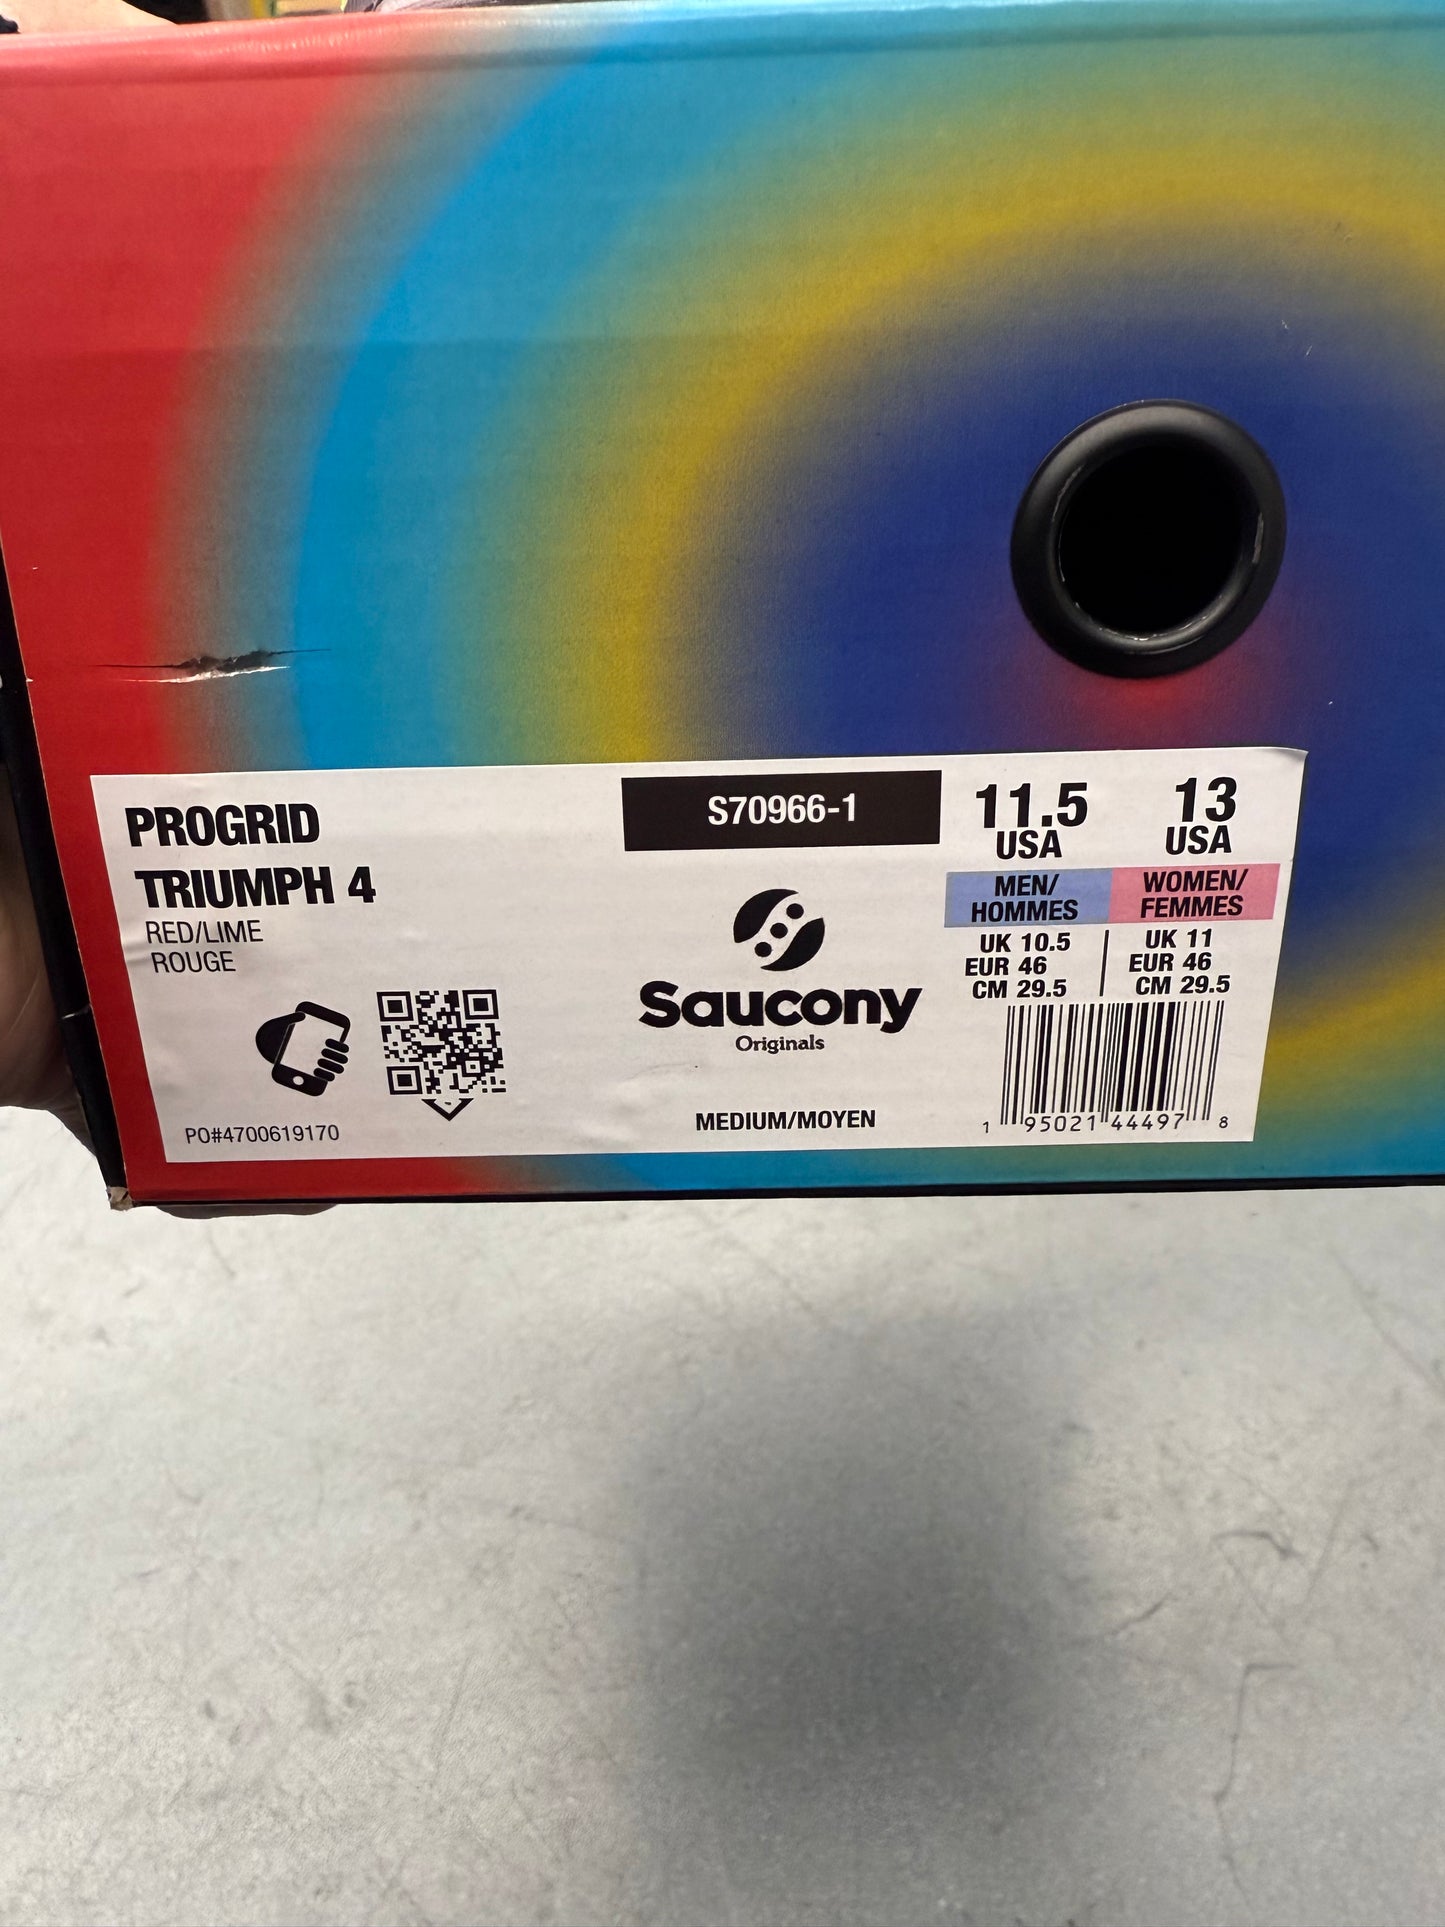 PROGRID
TRIUMPH 4
RED/LIME
ROUGE
PO#4700619170
S70966-1
Saucony
Originals
MEDIUM/MOYEN
11.5
USA
MEN/
HOMMES
UK 10.5
EUR 46
CM 29.5
13
USA
WOMEN/
FEMMES
UK 11
EUR 46
CM 29.5
1 95021 44497 8